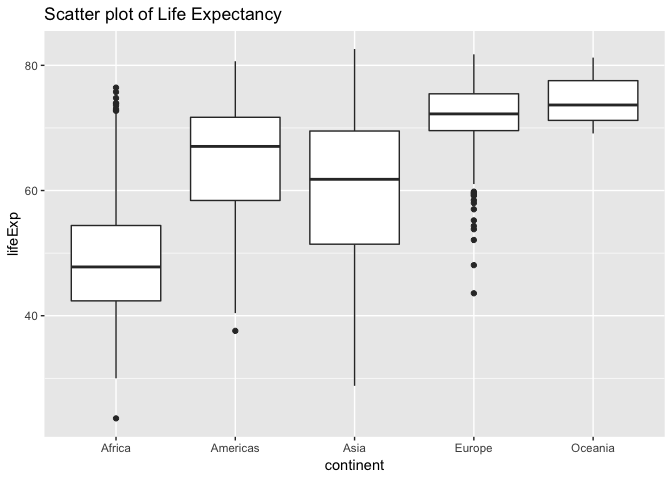 Scatter plot of Life Expectancy
80
60
40
lifeExp
Africa Americas Asia Europe Oceania
continent